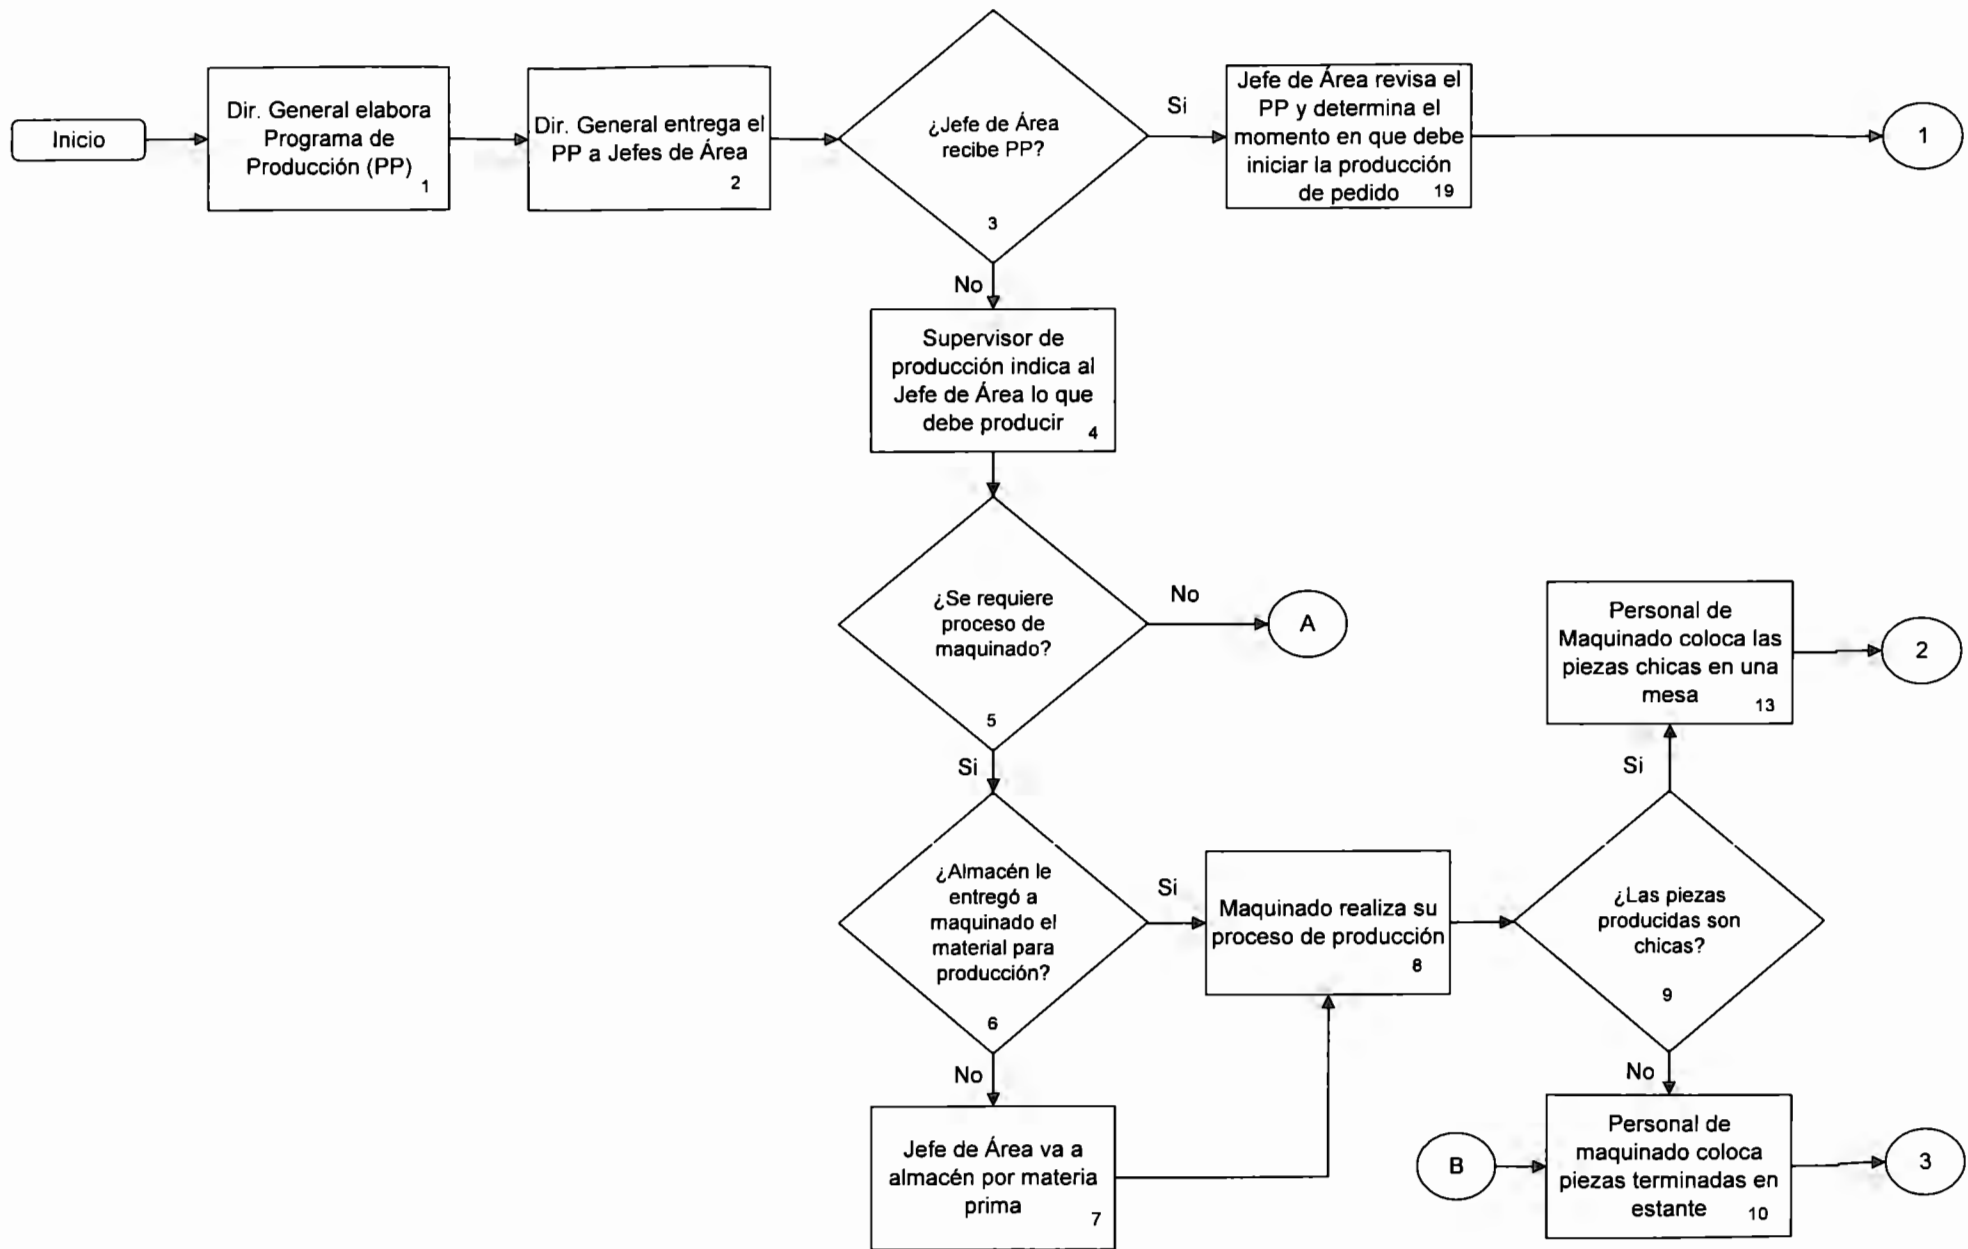 Inicio
Dir. General elabora
Programa de
Producción (PP)
1
Dir. General entrega el
PP a Jefes de Área
2
¿Jefe de Área
recibe PP?
3
Si
Jefe de Área revisa el
PP y determina el
momento en que debe
iniciar la producción
de pedido 19
1
No
Supervisor de
producción indica al
Jefe de Área lo que
debe producir 4
¿Se requiere
proceso de
maquinado?
5
No
A
Si
¿Almacén le
entregó a
maquinado el
material para
producción?
6
Si
Maquinado realiza su
proceso de producción
8
¿Las piezas
producidas son
chicas?
9
Si
Personal de
Maquinado coloca las
piezas chicas en una
mesa 13
2
No
Jefe de Área va a
almacén por materia
prima 7
No
B
Personal de
maquinado coloca
piezas terminadas en
estante 10
3